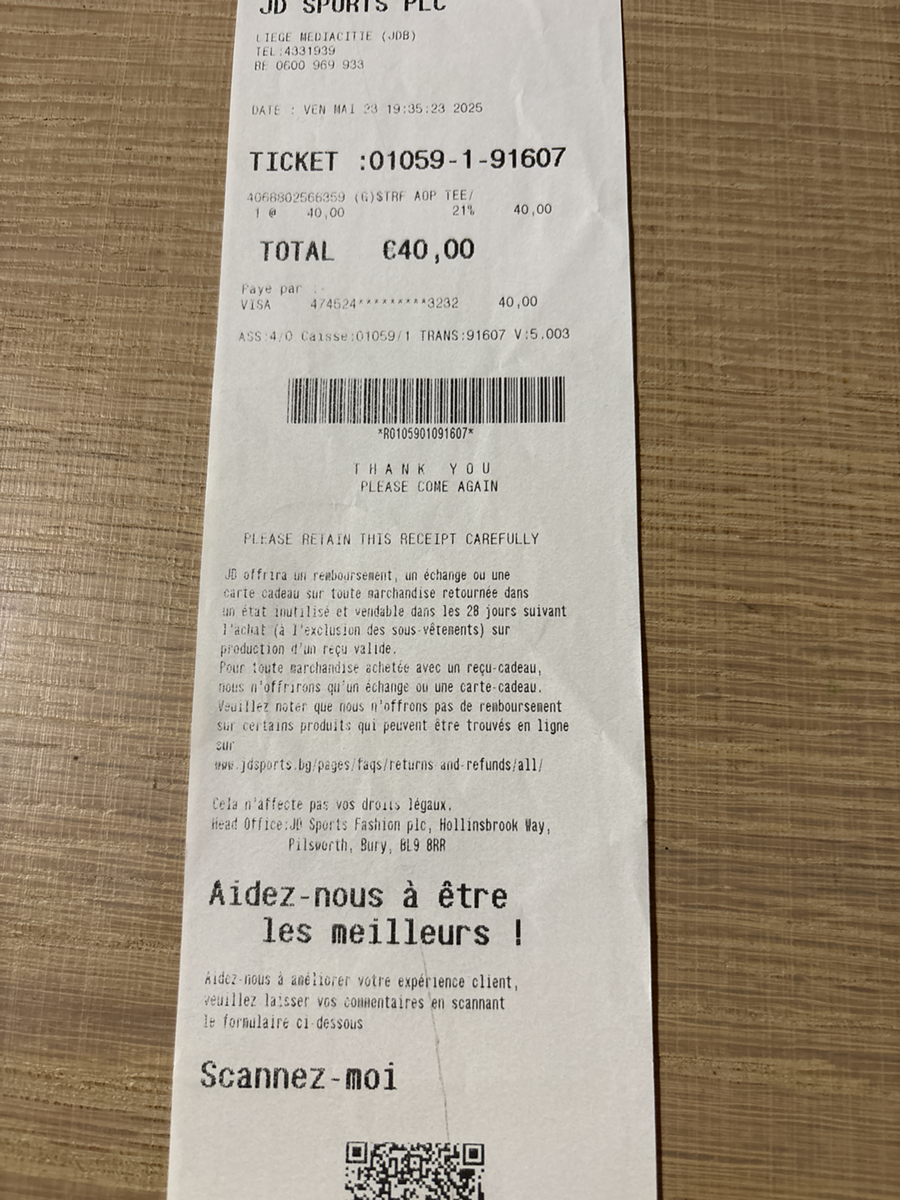 JD SPORTS PLC
LIEGE MEDIACITIE (JDB)
TEL:4331939
BE 0600 969 933
DATE : VEN MAI 23 19:35:23 2025
TICKET :01059-1-91607
4068802566359 (G)STRF AOP TEE/
1 @ 40,00 21% 40,00
TOTAL €40,00
Paye par :-
VISA 474524*********3232 40,00
ASS:4/0 Caisse:01059/1 TRANS:91607 V:5.003
*R0105901091607*
THANK YOU
PLEASE COME AGAIN
PLEASE RETAIN THIS RECEIPT CAREFULLY
JD offrira un remboursement, un échange ou une
carte cadeau sur toute marchandise retournée dans
un état inutilisé et vendable dans les 28 jours suivant
l'achat (à l'exclusion des sous-vêtements) sur
production d'un reçu valide.
Pour toute marchandise achetée avec un reçu-cadeau,
nous n'offrirons qu'un échange ou une carte-cadeau.
Veuillez noter que nous n'offrons pas de remboursement
sur certains produits qui peuvent être trouvés en ligne
sur
www.jdsports.bg/pages/faqs/returns-and-refunds/all/
Cela n'affecte pas vos droits légaux.
Head Office:JD Sports Fashion plc, Hollinsbrook Way,
Pilsworth, Bury, BL9 8RR
Aidez-nous à être
les meilleurs !
Aidez-nous à améliorer votre expérience client,
veuillez laisser vos commentaires en scannant
le formulaire ci-dessous
Scannez-moi